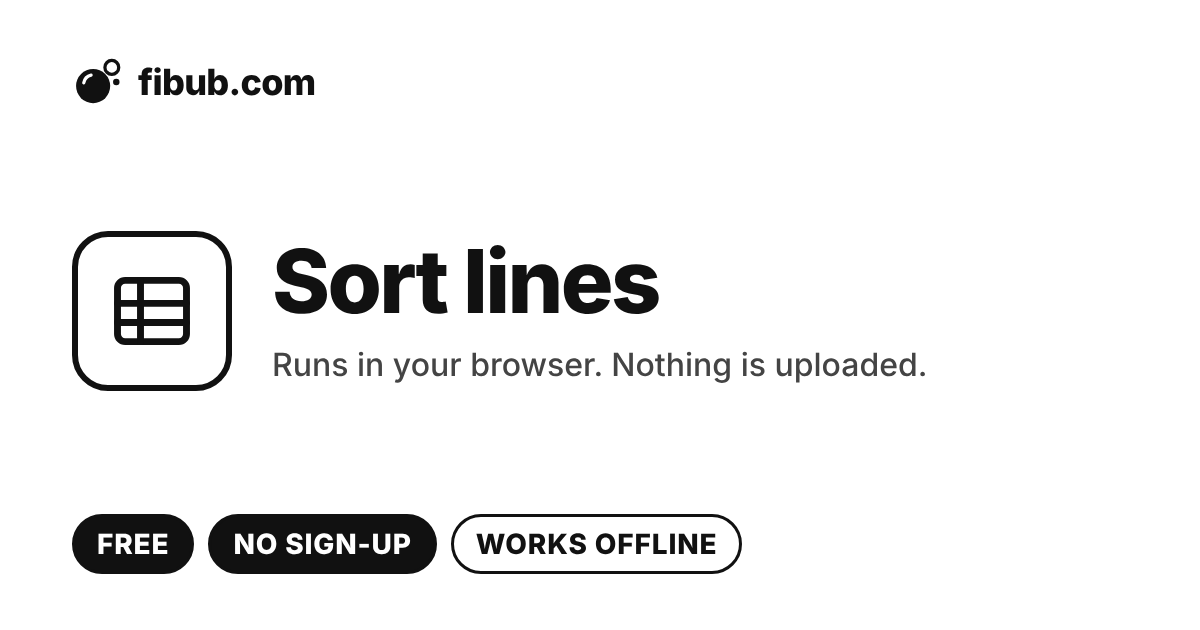 fibub.com
Sort lines
Runs in your browser. Nothing is uploaded.
FREE NO SIGN-UP WORKS OFFLINE